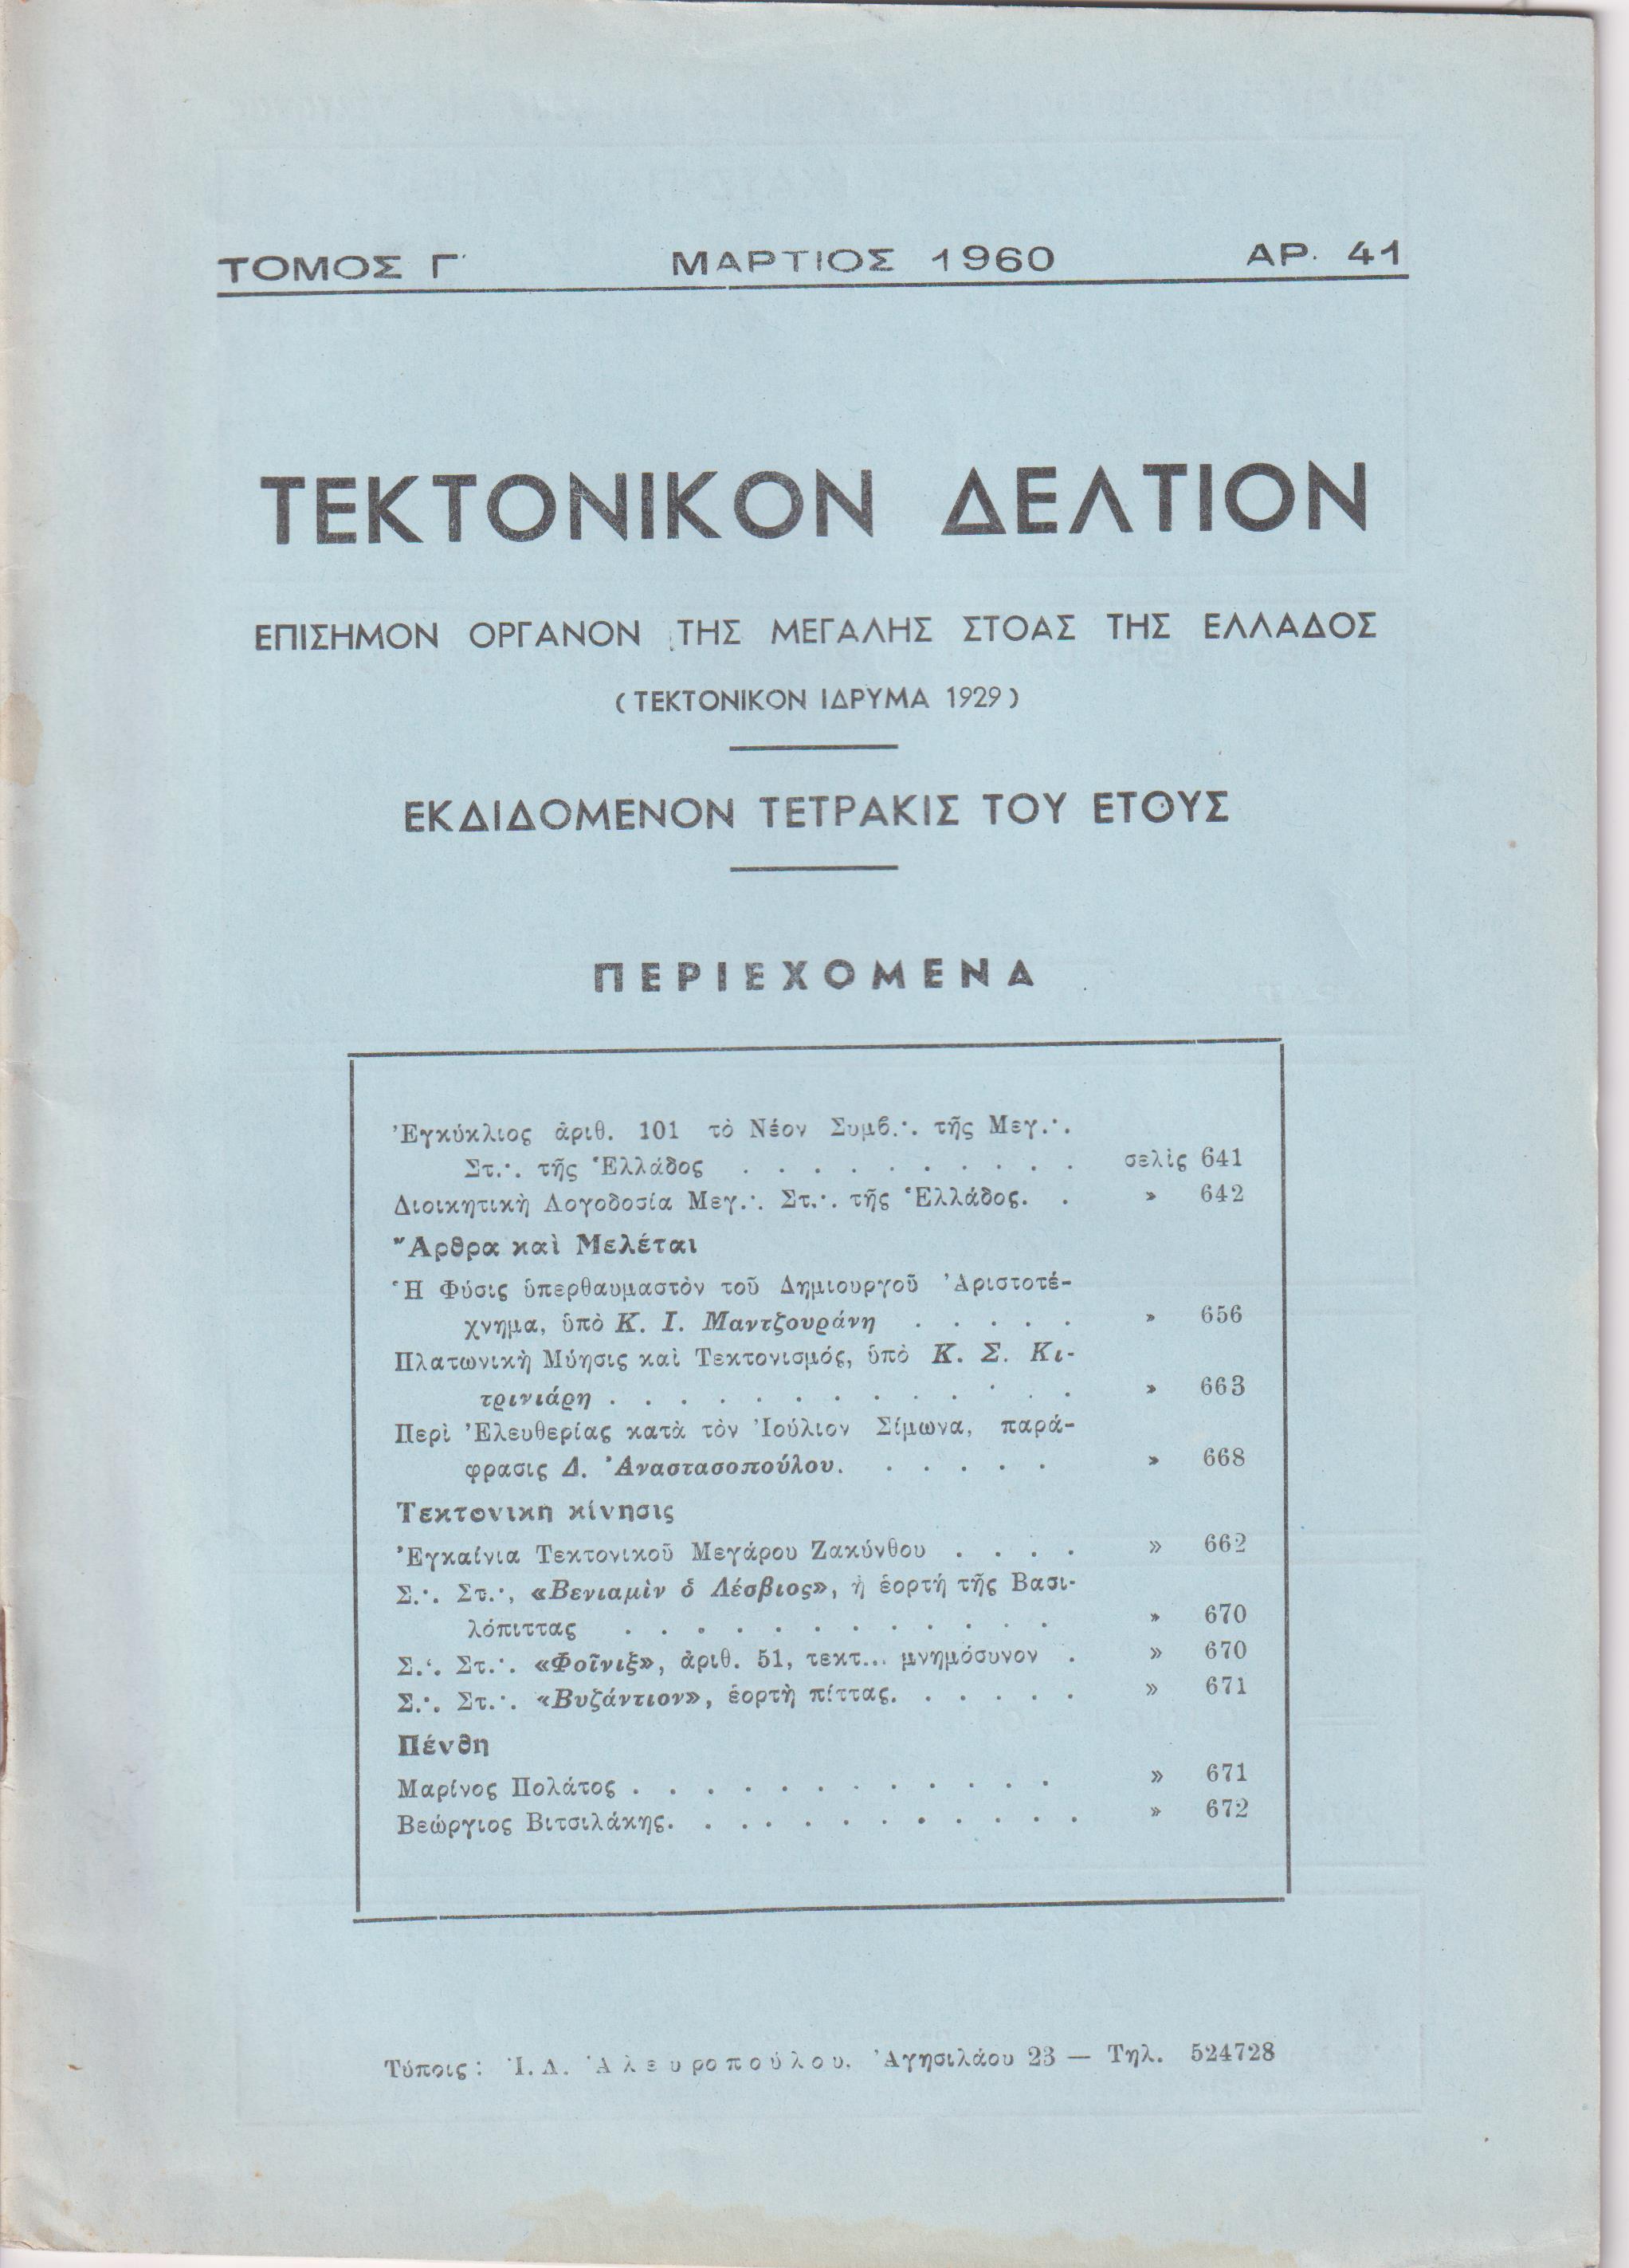 ΤΟΜΟΣ Γ΄ ΜΑΡΤΙΟΣ 1960 ΑΡ. 41
ΤΕΚΤΟΝΙΚΟΝ ΔΕΛΤΙΟΝ
ΕΠΙΣΗΜΟΝ ΟΡΓΑΝΟΝ ΤΗΣ ΜΕΓΑΛΗΣ ΣΤΟΑΣ ΤΗΣ ΕΛΛΑΔΟΣ
(ΤΕΚΤΟΝΙΚΟΝ ΙΔΡΥΜΑ 1929)
ΕΚΔΙΔΟΜΕΝΟΝ ΤΕΤΡΑΚΙΣ ΤΟΥ ΕΤΟΥΣ
ΠΕΡΙΕΧΟΜΕΝΑ
Ἐγκύκλιος ἀριθ. 101 τὸ Νέον Συμβ.·. τῆς Μεγ.·.
Στ.·. τῆς Ἑλλάδος . . . . . . . . . . σελὶς 641
Διοικητικὴ Λογοδοσία Μεγ.·. Στ.·. τῆς Ἑλλάδος. . » 642
Ἄρθρα καὶ Μελέται
Ἡ Φύσις ὑπερθαυμαστὸν τοῦ Δημιουργοῦ Ἀριστοτέ-
χνημα, ὑπὸ Κ. Ι. Μαντζουράνη . . . . . » 656
Πλατωνικὴ Μύησις καὶ Τεκτονισμός, ὑπὸ Κ. Σ. Κι-
τρινιάρη . . . . . . . . . . . . . » 663
Περὶ Ἐλευθερίας κατὰ τὸν Ἰούλιον Σίμωνα, παρά-
φρασις Δ. Ἀναστασοπούλου. . . . . . » 668
Τεκτονικη κίνησις
Ἐγκαίνια Τεκτονικοῦ Μεγάρου Ζακύνθου . . . . » 662
Σ.·. Στ.·, «Βενιαμὶν ὁ Λέσβιος», ἡ ἑορτή τῆς Βασι-
λόπιττας . . . . . . . . . . . . » 670
Σ.·. Στ.·. «Φοῖνιξ», ἀριθ. 51, τεκτ... μνημόσυνον . » 670
Σ.·. Στ.·. «Βυζάντιον», ἑορτὴ πίττας. . . . . . » 671
Πένθη
Μαρίνος Πολάτος . . . . . . . . . . . . » 671
Βεώργιος Βιτσιλάκης. . . . . . . . . . . . » 672
Τύποις: Ἰ. Δ. Ἀλευροπούλου, Ἀγησιλάου 23 — Τηλ. 524728